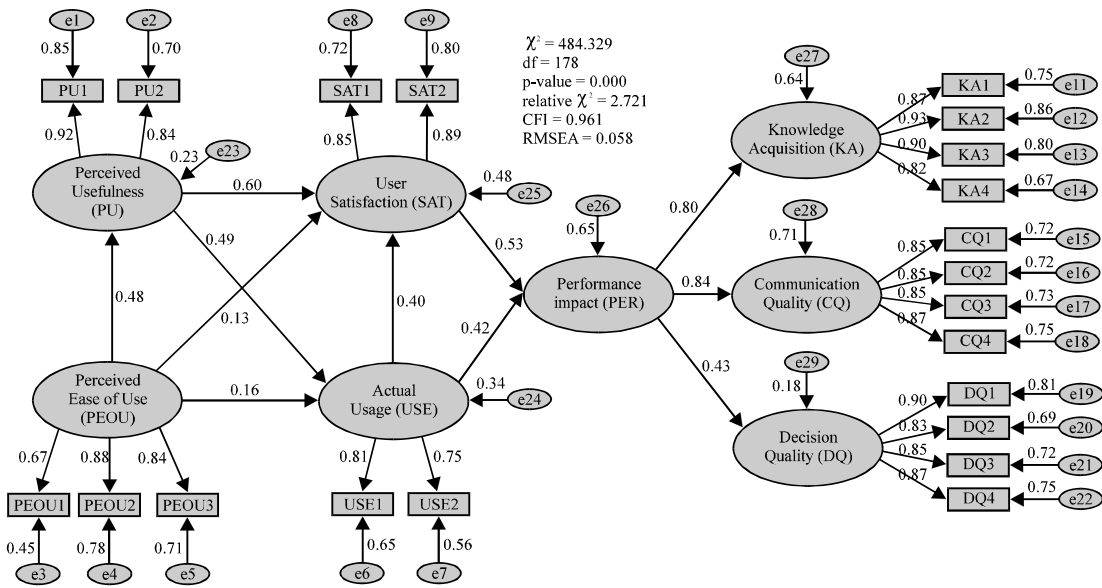 e1
e2
e8
e9
0.85
0.70
0.72
0.80
PU1
PU2
SAT1
SAT2
0.92
0.84
0.85
0.89
χ² = 484.329
df = 178
p-value = 0.000
relative χ² = 2.721
CFI = 0.961
RMSEA = 0.058
Perceived
Usefulness
(PU)
0.23
e23
0.60
User
Satisfaction (SAT)
0.48
e25
0.49
0.48
0.13
0.40
0.53
0.42
Perceived
Ease of Use
(PEOU)
0.16
Actual
Usage (USE)
0.34
e24
0.67
0.88
0.84
0.81
0.75
PEOU1
PEOU2
PEOU3
USE1
USE2
0.45
0.78
0.71
0.65
0.56
e3
e4
e5
e6
e7
e26
0.65
Performance
impact (PER)
0.80
0.84
0.43
e27
0.64
Knowledge
Acquisition (KA)
0.87
0.93
0.90
0.82
KA1
0.75
e11
KA2
0.86
e12
KA3
0.80
e13
KA4
0.67
e14
e28
0.71
Communication
Quality (CQ)
0.85
0.85
0.85
0.87
CQ1
0.72
e15
CQ2
0.72
e16
CQ3
0.73
e17
CQ4
0.75
e18
e29
0.18
Decision
Quality (DQ)
0.90
0.83
0.85
0.87
DQ1
0.81
e19
DQ2
0.69
e20
DQ3
0.72
e21
DQ4
0.75
e22